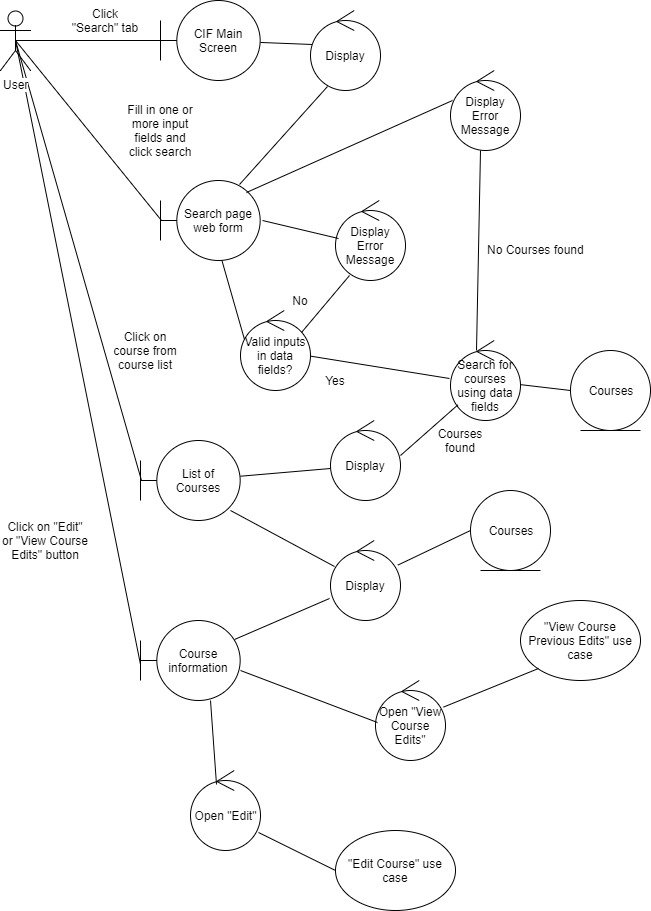 Click
"Search" tab
CIF Main
Screen
Display
User
Fill in one or
more input
fields and
click search
Display
Error
Message
Search page
web form
Display
Error
Message
No Courses found
No
Valid inputs
in data
fields?
Yes
Click on
course from
course list
Search for
courses
using data
fields
Courses
Courses
found
List of
Courses
Display
Click on "Edit"
or "View Course
Edits" button
Courses
Display
"View Course
Previous Edits" use
case
Course
information
Open "View
Course
Edits"
Open "Edit"
"Edit Course" use
case